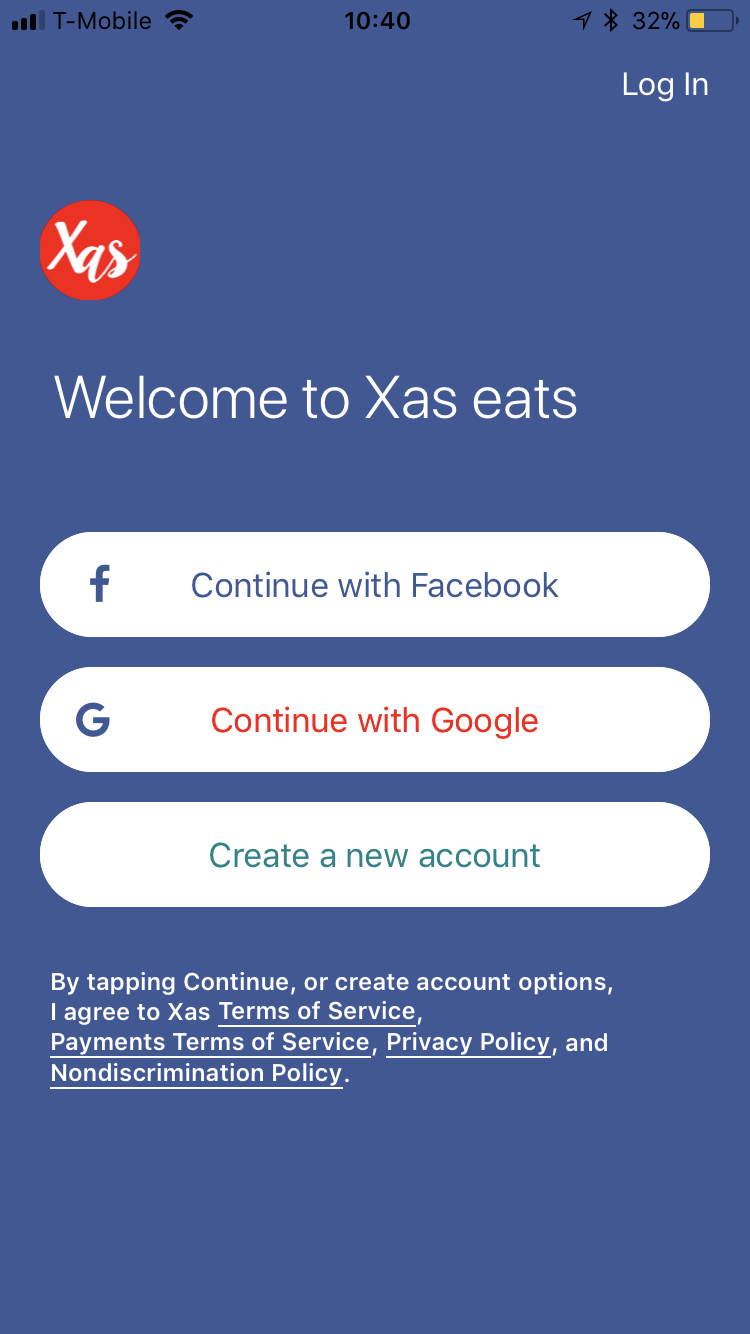 T-Mobile 10:40 32%
Log In
Xas
Welcome to Xas eats
Continue with Facebook
G Continue with Google
Create a new account
By tapping Continue, or create account options,
I agree to Xas Terms of Service,
Payments Terms of Service, Privacy Policy, and
Nondiscrimination Policy.